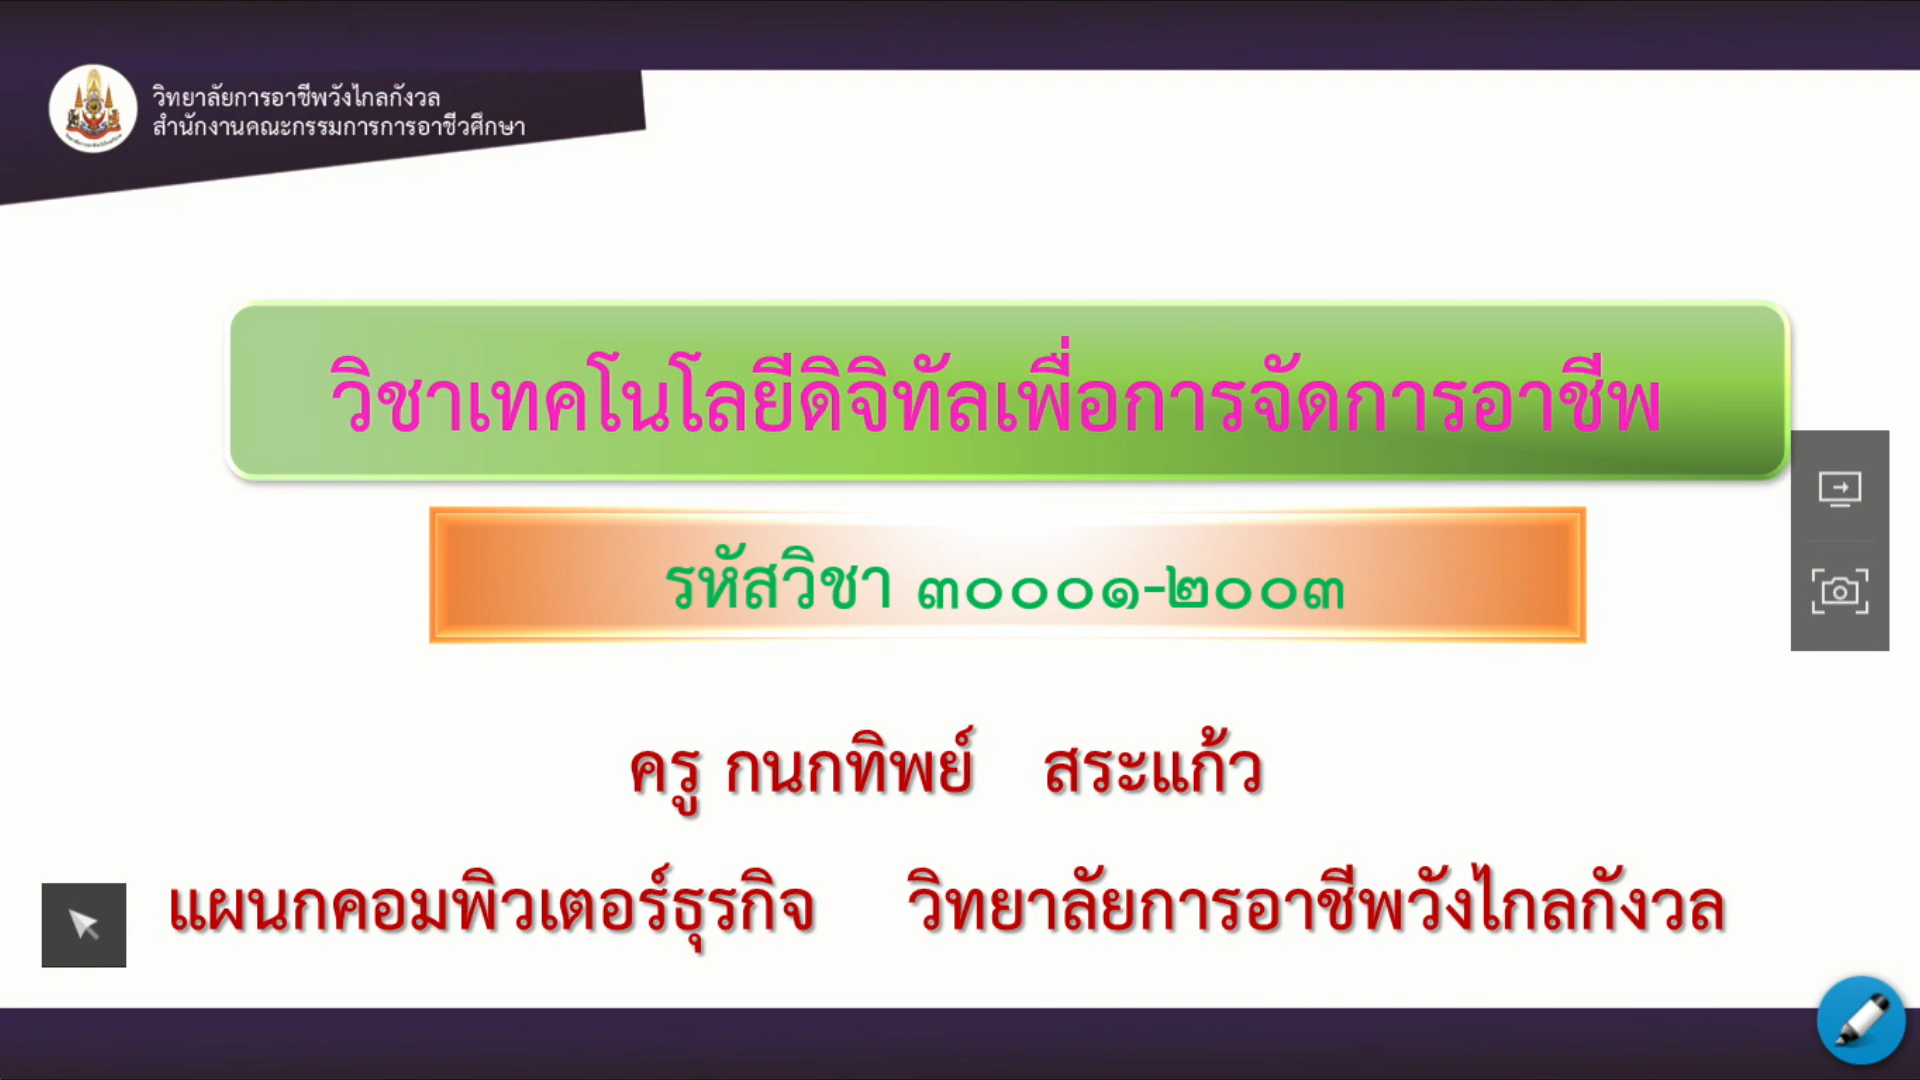 วิทยาลัยการอาชีพวังไกลกังวล
สำนักงานคณะกรรมการการอาชีวศึกษา
วิชาเทคโนโลยีดิจิทัลเพื่อการจัดการอาชีพ
รหัสวิชา ๓๐๐๐๑-๒๐๐๓
ครู กนกทิพย์ สระแก้ว
แผนกคอมพิวเตอร์ธุรกิจ วิทยาลัยการอาชีพวังไกลกังวล